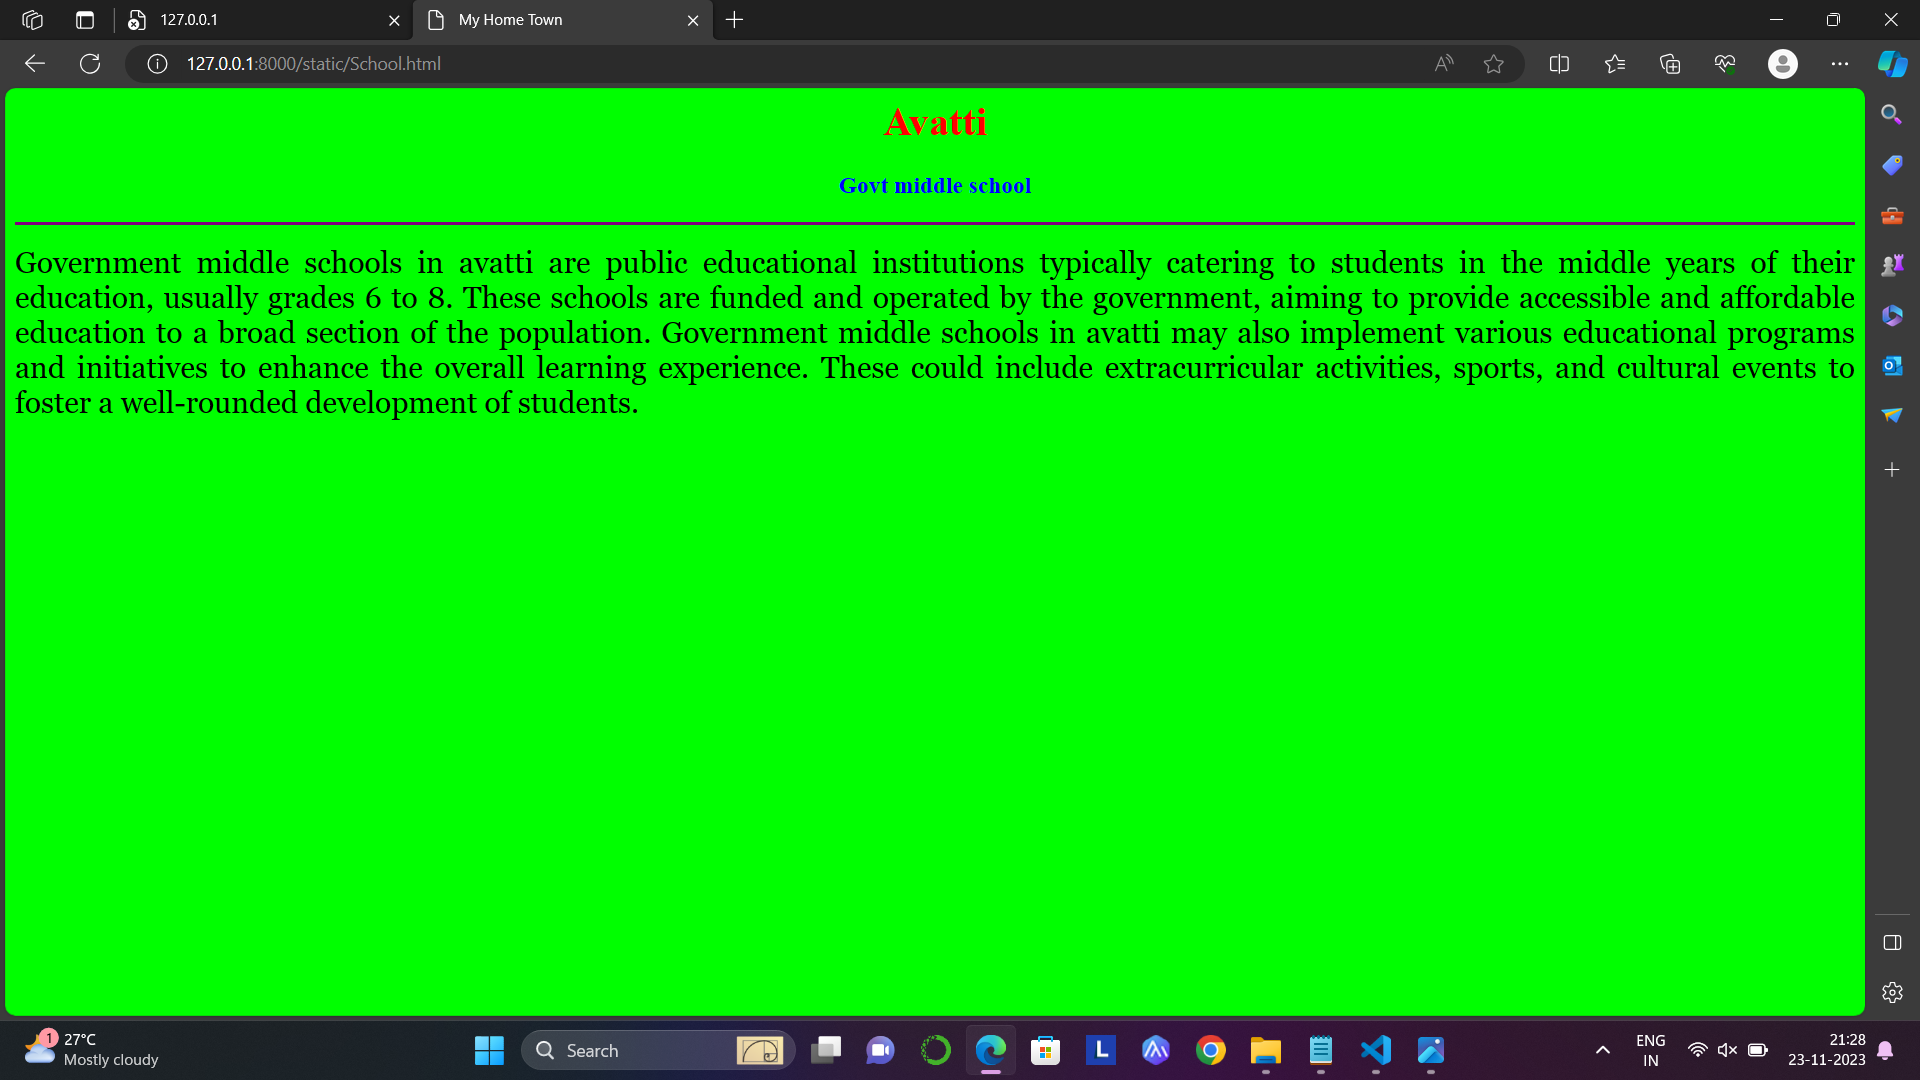 127.0.0.1
My Home Town
127.0.0.1:8000/static/School.html
Avatti
Govt middle school
Government middle schools in avatti are public educational institutions typically catering to students in the middle years of their
education, usually grades 6 to 8. These schools are funded and operated by the government, aiming to provide accessible and affordable
education to a broad section of the population. Government middle schools in avatti may also implement various educational programs
and initiatives to enhance the overall learning experience. These could include extracurricular activities, sports, and cultural events to
foster a well-rounded development of students.
1
27°C
Mostly cloudy
Search
L
ENG
IN
21:28
23-11-2023